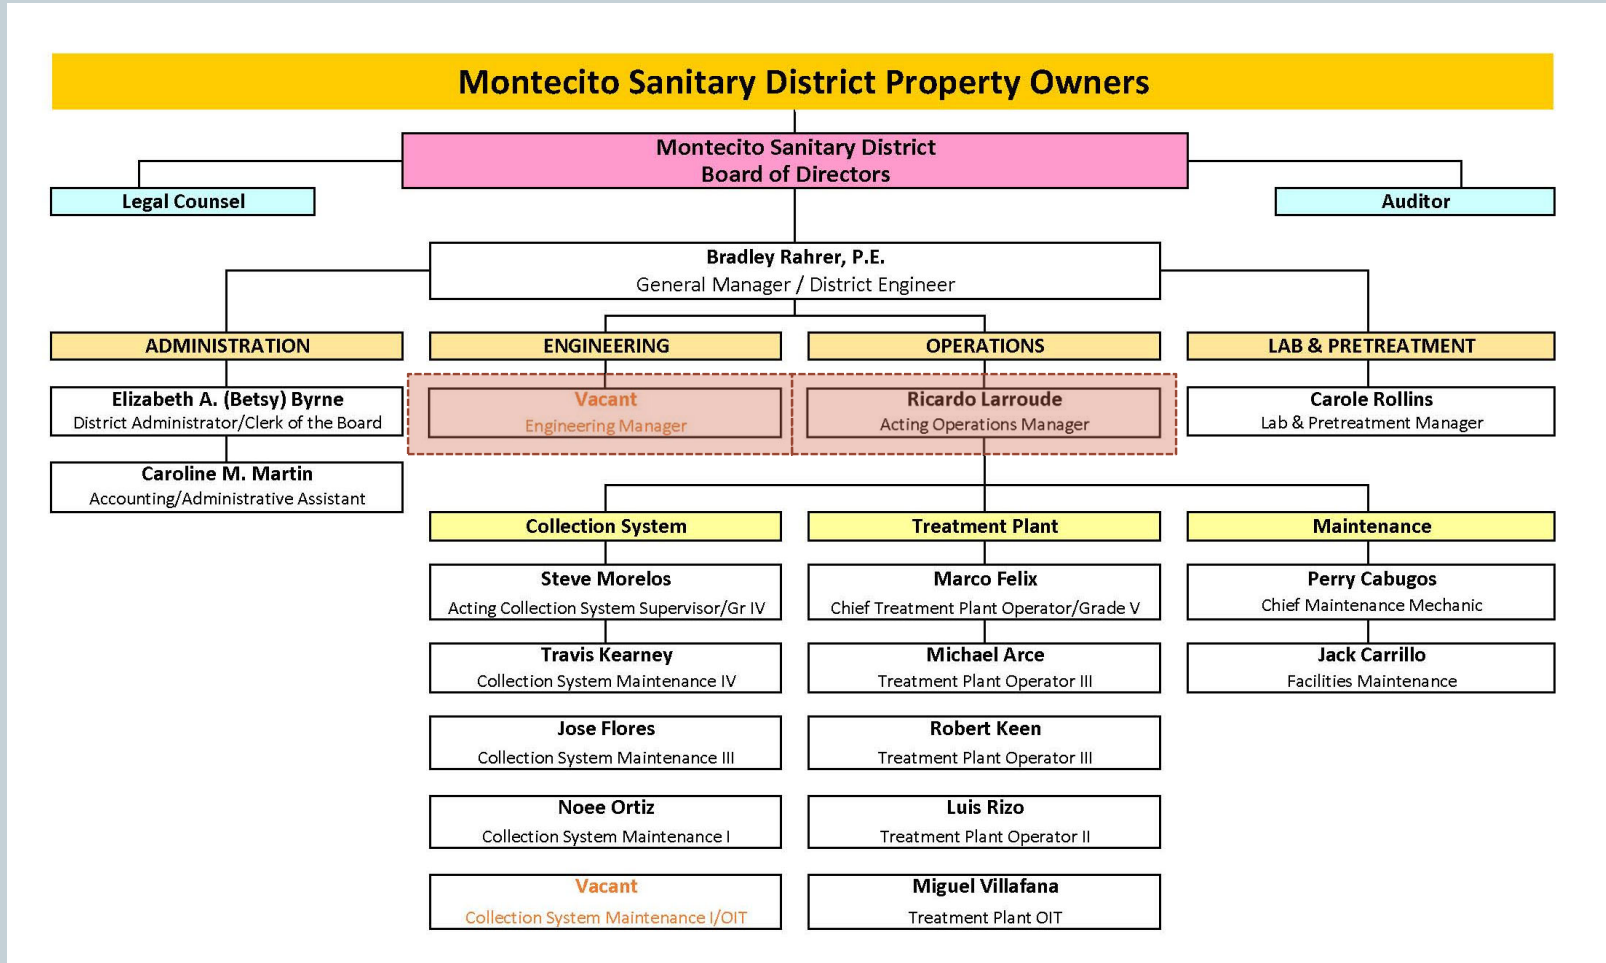 Montecito Sanitary District Property Owners
Montecito Sanitary District
Board of Directors
Legal Counsel
Auditor
Bradley Rahrer, P.E.
General Manager / District Engineer
ADMINISTRATION
ENGINEERING
OPERATIONS
LAB & PRETREATMENT
Elizabeth A. (Betsy) Byrne
District Administrator/Clerk of the Board
Vacant
Engineering Manager
Ricardo Larroude
Acting Operations Manager
Carole Rollins
Lab & Pretreatment Manager
Caroline M. Martin
Accounting/Administrative Assistant
Collection System
Treatment Plant
Maintenance
Steve Morelos
Acting Collection System Supervisor/Gr IV
Marco Felix
Chief Treatment Plant Operator/Grade V
Perry Cabugos
Chief Maintenance Mechanic
Travis Kearney
Collection System Maintenance IV
Michael Arce
Treatment Plant Operator III
Jack Carrillo
Facilities Maintenance
Jose Flores
Collection System Maintenance III
Robert Keen
Treatment Plant Operator III
Noee Ortiz
Collection System Maintenance I
Luis Rizo
Treatment Plant Operator II
Vacant
Collection System Maintenance I/OIT
Miguel Villafana
Treatment Plant OIT